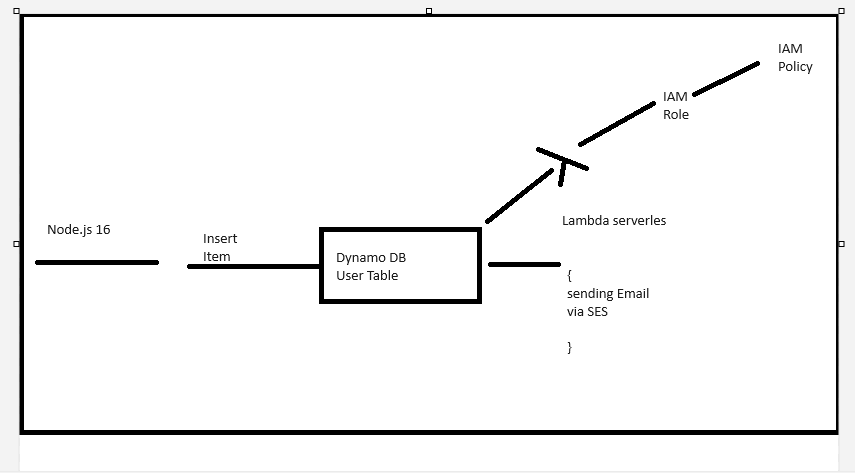 IAM
Policy
IAM
Role
Lambda serverles
Node.js 16
Insert
Item
Dynamo DB
User Table
{
sending Email
via SES
}